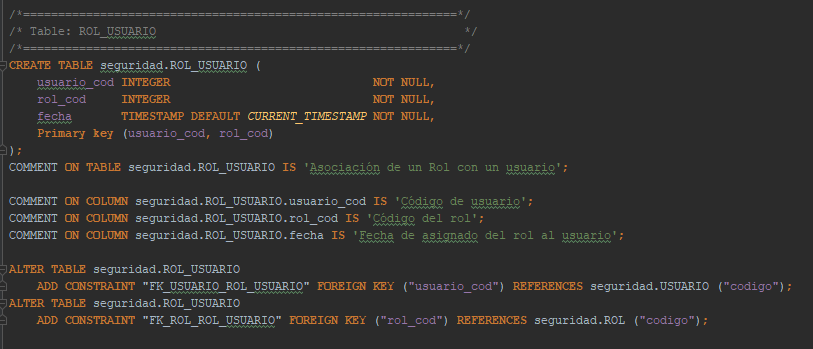 /*==============================================================*/
/* Table: ROL_USUARIO                                            */
/*==============================================================*/
CREATE TABLE seguridad.ROL_USUARIO (
    usuario_cod INTEGER                             NOT NULL,
    rol_cod     INTEGER                             NOT NULL,
    fecha       TIMESTAMP DEFAULT CURRENT_TIMESTAMP NOT NULL,
    Primary key (usuario_cod, rol_cod)
);
COMMENT ON TABLE seguridad.ROL_USUARIO IS 'Asociación de un Rol con un usuario';
COMMENT ON COLUMN seguridad.ROL_USUARIO.usuario_cod IS 'Código de usuario';
COMMENT ON COLUMN seguridad.ROL_USUARIO.rol_cod IS 'Código del rol';
COMMENT ON COLUMN seguridad.ROL_USUARIO.fecha IS 'Fecha de asignado del rol al usuario';
ALTER TABLE seguridad.ROL_USUARIO
    ADD CONSTRAINT "FK_USUARIO_ROL_USUARIO" FOREIGN KEY ("usuario_cod") REFERENCES seguridad.USUARIO ("codigo");
ALTER TABLE seguridad.ROL_USUARIO
    ADD CONSTRAINT "FK_ROL_ROL_USUARIO" FOREIGN KEY ("rol_cod") REFERENCES seguridad.ROL ("codigo");